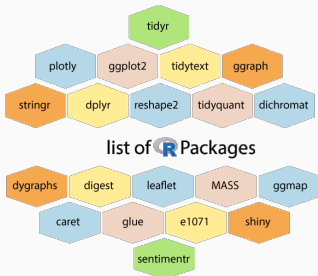 tidyr
plotly ggplot2 tidytext ggraph
stringr dplyr reshape2 tidyquant dichromat
list of R Packages
dygraphs digest leaflet MASS ggmap
caret glue e1071 shiny
sentimentr